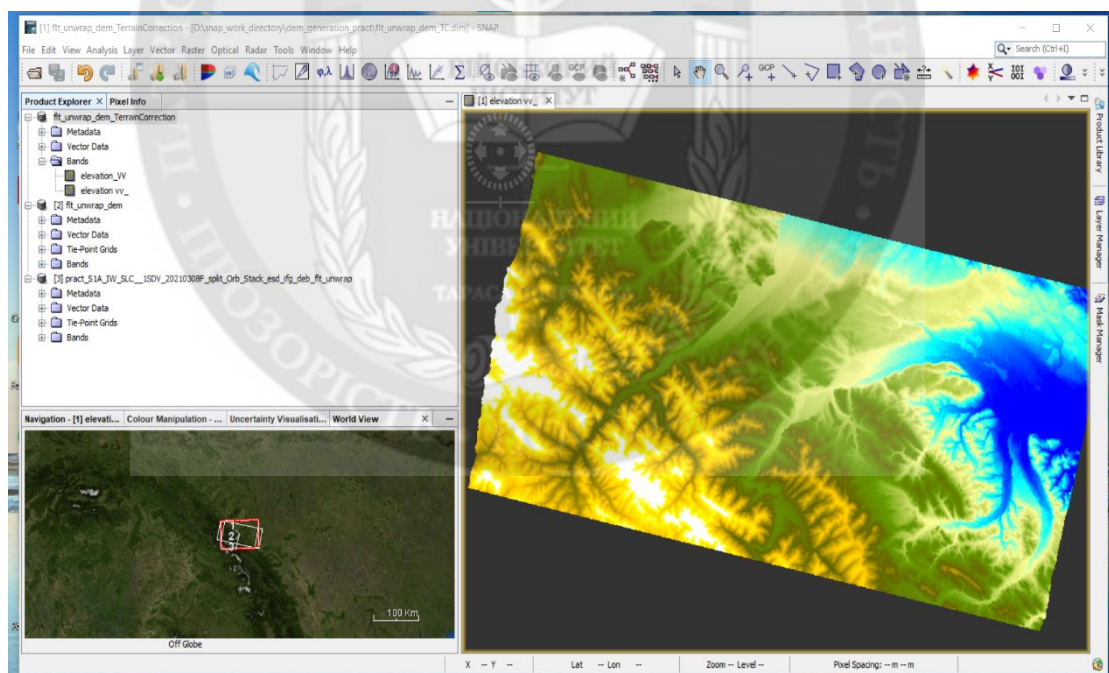 [1] flt_unwrap_dem_TerrainCorrection - [D:\snap_work_directory\dem_generation_pract\flt_unwrap_dem_TC.dim] - SNAP
File Edit View Analysis Layer Vector Raster Optical Radar Tools Window Help
Search (Ctrl+I)
Product Explorer × Pixel Info
[1] elevation vv_ ×
flt_unwrap_dem_TerrainCorrection
Metadata
Vector Data
Bands
elevation_VV
elevation vv_
[2] flt_unwrap_dem
Metadata
Vector Data
Tie-Point Grids
Bands
[3] pract_S1A_IW_SLC__1SDV_20210308F_split_Orb_Stack_esd_ifg_deb_flt_unwrap
Metadata
Vector Data
Tie-Point Grids
Bands
Product Library
Layer Manager
Mask Manager
Navigation - [1] elevati... Colour Manipulation - ... Uncertainty Visualisati... World View ×
1
2
3
100 Km
Off Globe
X -- Y -- Lat -- Lon -- Zoom -- Level -- Pixel Spacing: -- m -- m
НАЦІОНАЛЬНИЙ
УНІВЕРСИТЕТ